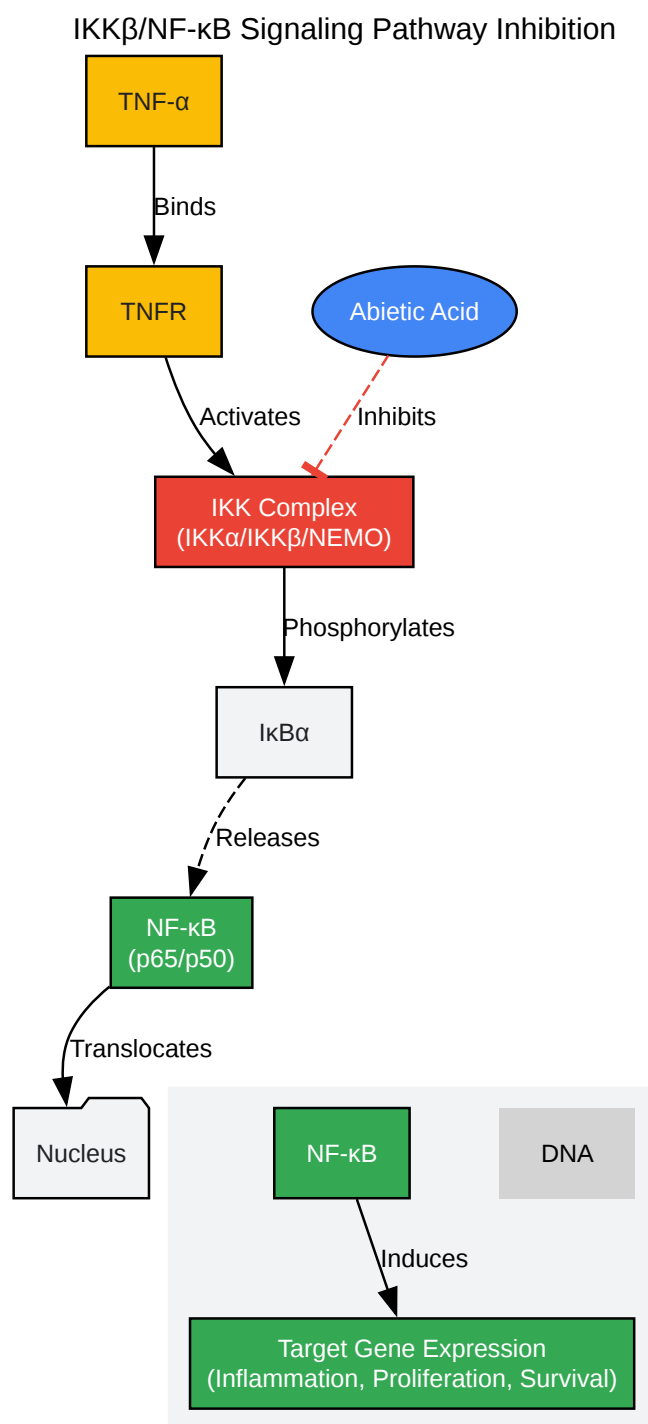 IKKβ/NF-κB Signaling Pathway Inhibition
TNF-α
Binds
TNFR
Abietic Acid
Activates
Inhibits
IKK Complex
(IKKα/IKKβ/NEMO)
Phosphorylates
IκBα
Releases
NF-κB
(p65/p50)
Translocates
Nucleus
NF-κB
DNA
Induces
Target Gene Expression
(Inflammation, Proliferation, Survival)